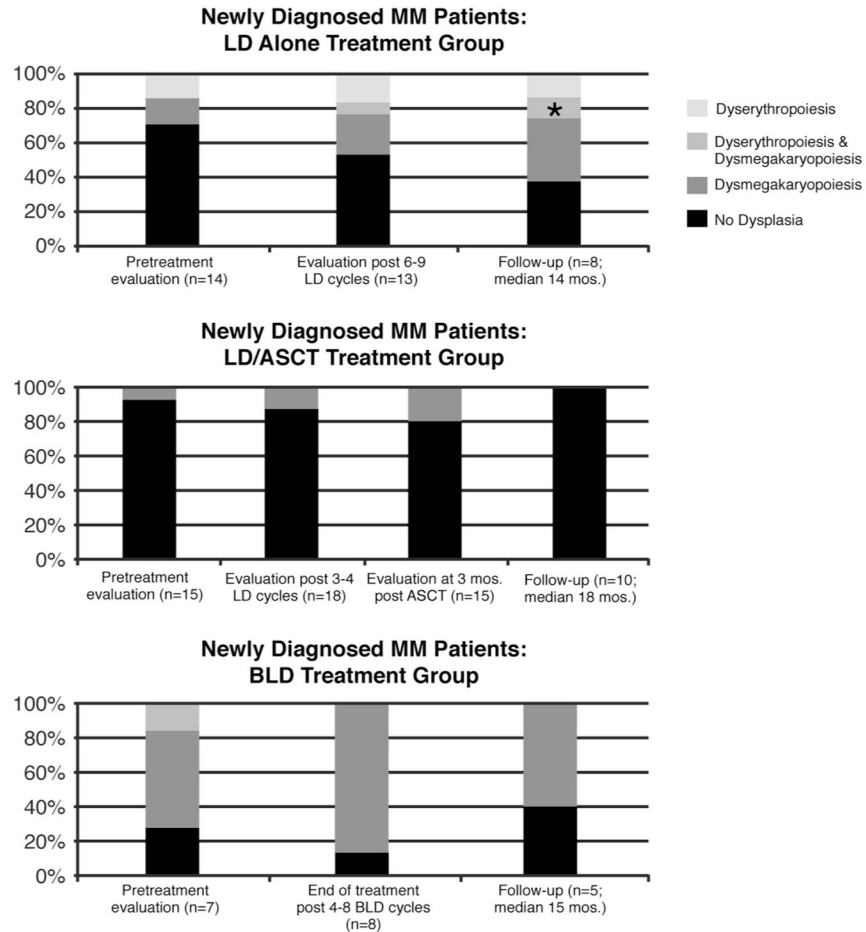 Newly Diagnosed MM Patients:
LD Alone Treatment Group
100%
80%
60%
40%
20%
0%
*
Pretreatment
evaluation (n=14)
Evaluation post 6-9
LD cycles (n=13)
Follow-up (n=8;
median 14 mos.)
Dyserythropoiesis
Dyserythropoiesis &
Dysmegakaryopoiesis
Dysmegakaryopoiesis
No Dysplasia
Newly Diagnosed MM Patients:
LD/ASCT Treatment Group
100%
80%
60%
40%
20%
0%
Pretreatment
evaluation (n=15)
Evaluation post 3-4
LD cycles (n=18)
Evaluation at 3 mos.
post ASCT (n=15)
Follow-up (n=10;
median 18 mos.)
Newly Diagnosed MM Patients:
BLD Treatment Group
100%
80%
60%
40%
20%
0%
Pretreatment
evaluation (n=7)
End of treatment
post 4-8 BLD cycles
(n=8)
Follow-up (n=5;
median 15 mos.)